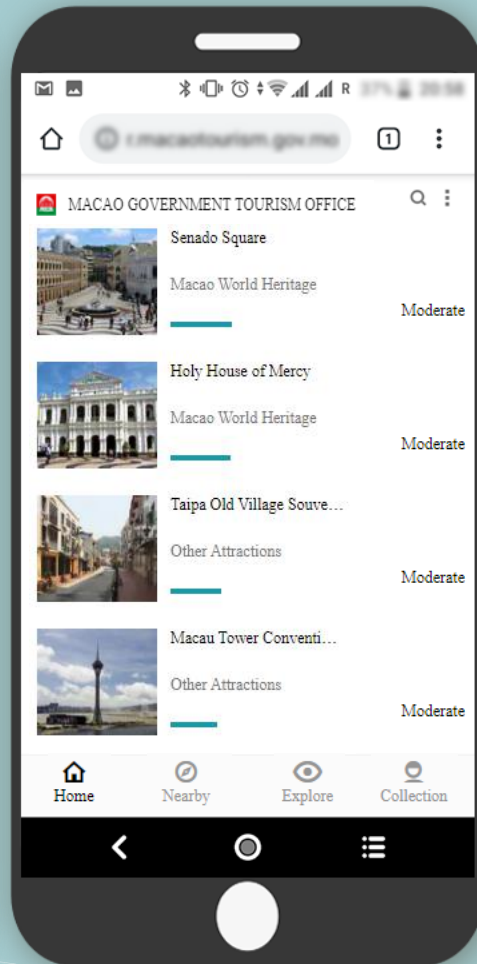 R
1
MACAO GOVERNMENT TOURISM OFFICE
Senado Square
Macao World Heritage
Moderate
Holy House of Mercy
Macao World Heritage
Moderate
Taipa Old Village Souve...
Other Attractions
Moderate
Macau Tower Conventi...
Other Attractions
Moderate
Home Nearby Explore Collection